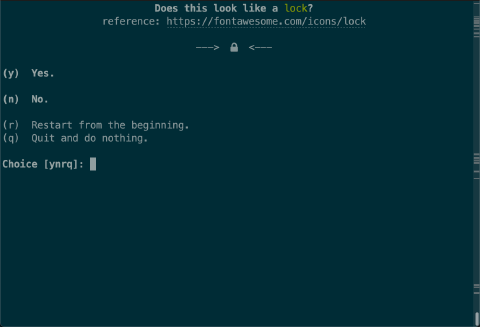 Does this look like a lock?
reference: https://fontawesome.com/icons/lock
---> 🔒 <---
(y) Yes.
(n) No.
(r) Restart from the beginning.
(q) Quit and do nothing.
Choice [ynrq]: